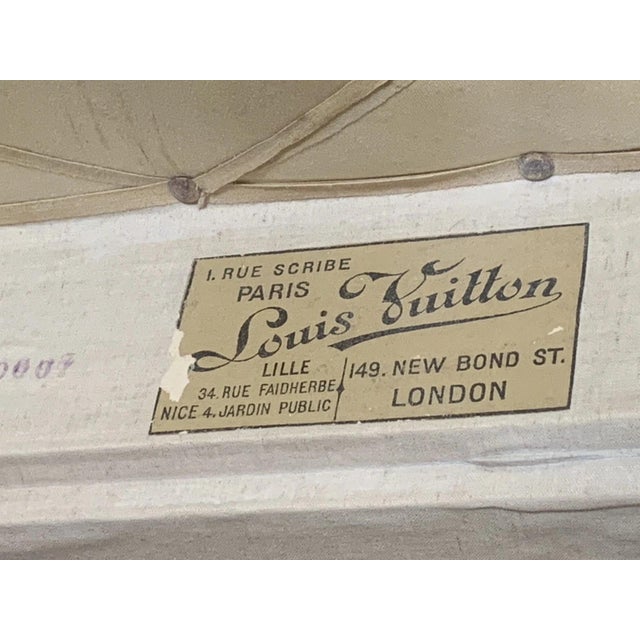 1. RUE SCRIBE
PARIS
Louis Vuitton
LILLE
34. RUE FAIDHERBE
NICE 4. JARDIN PUBLIC
149. NEW BOND ST.
LONDON